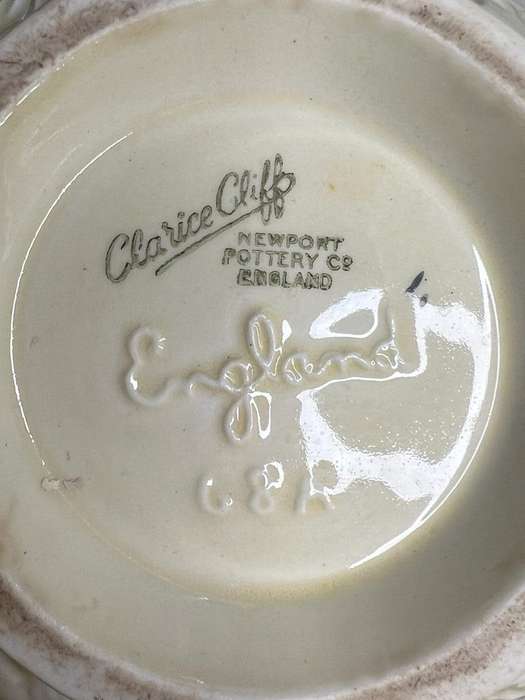 Clarice Cliff
NEWPORT
POTTERY Co
ENGLAND
England